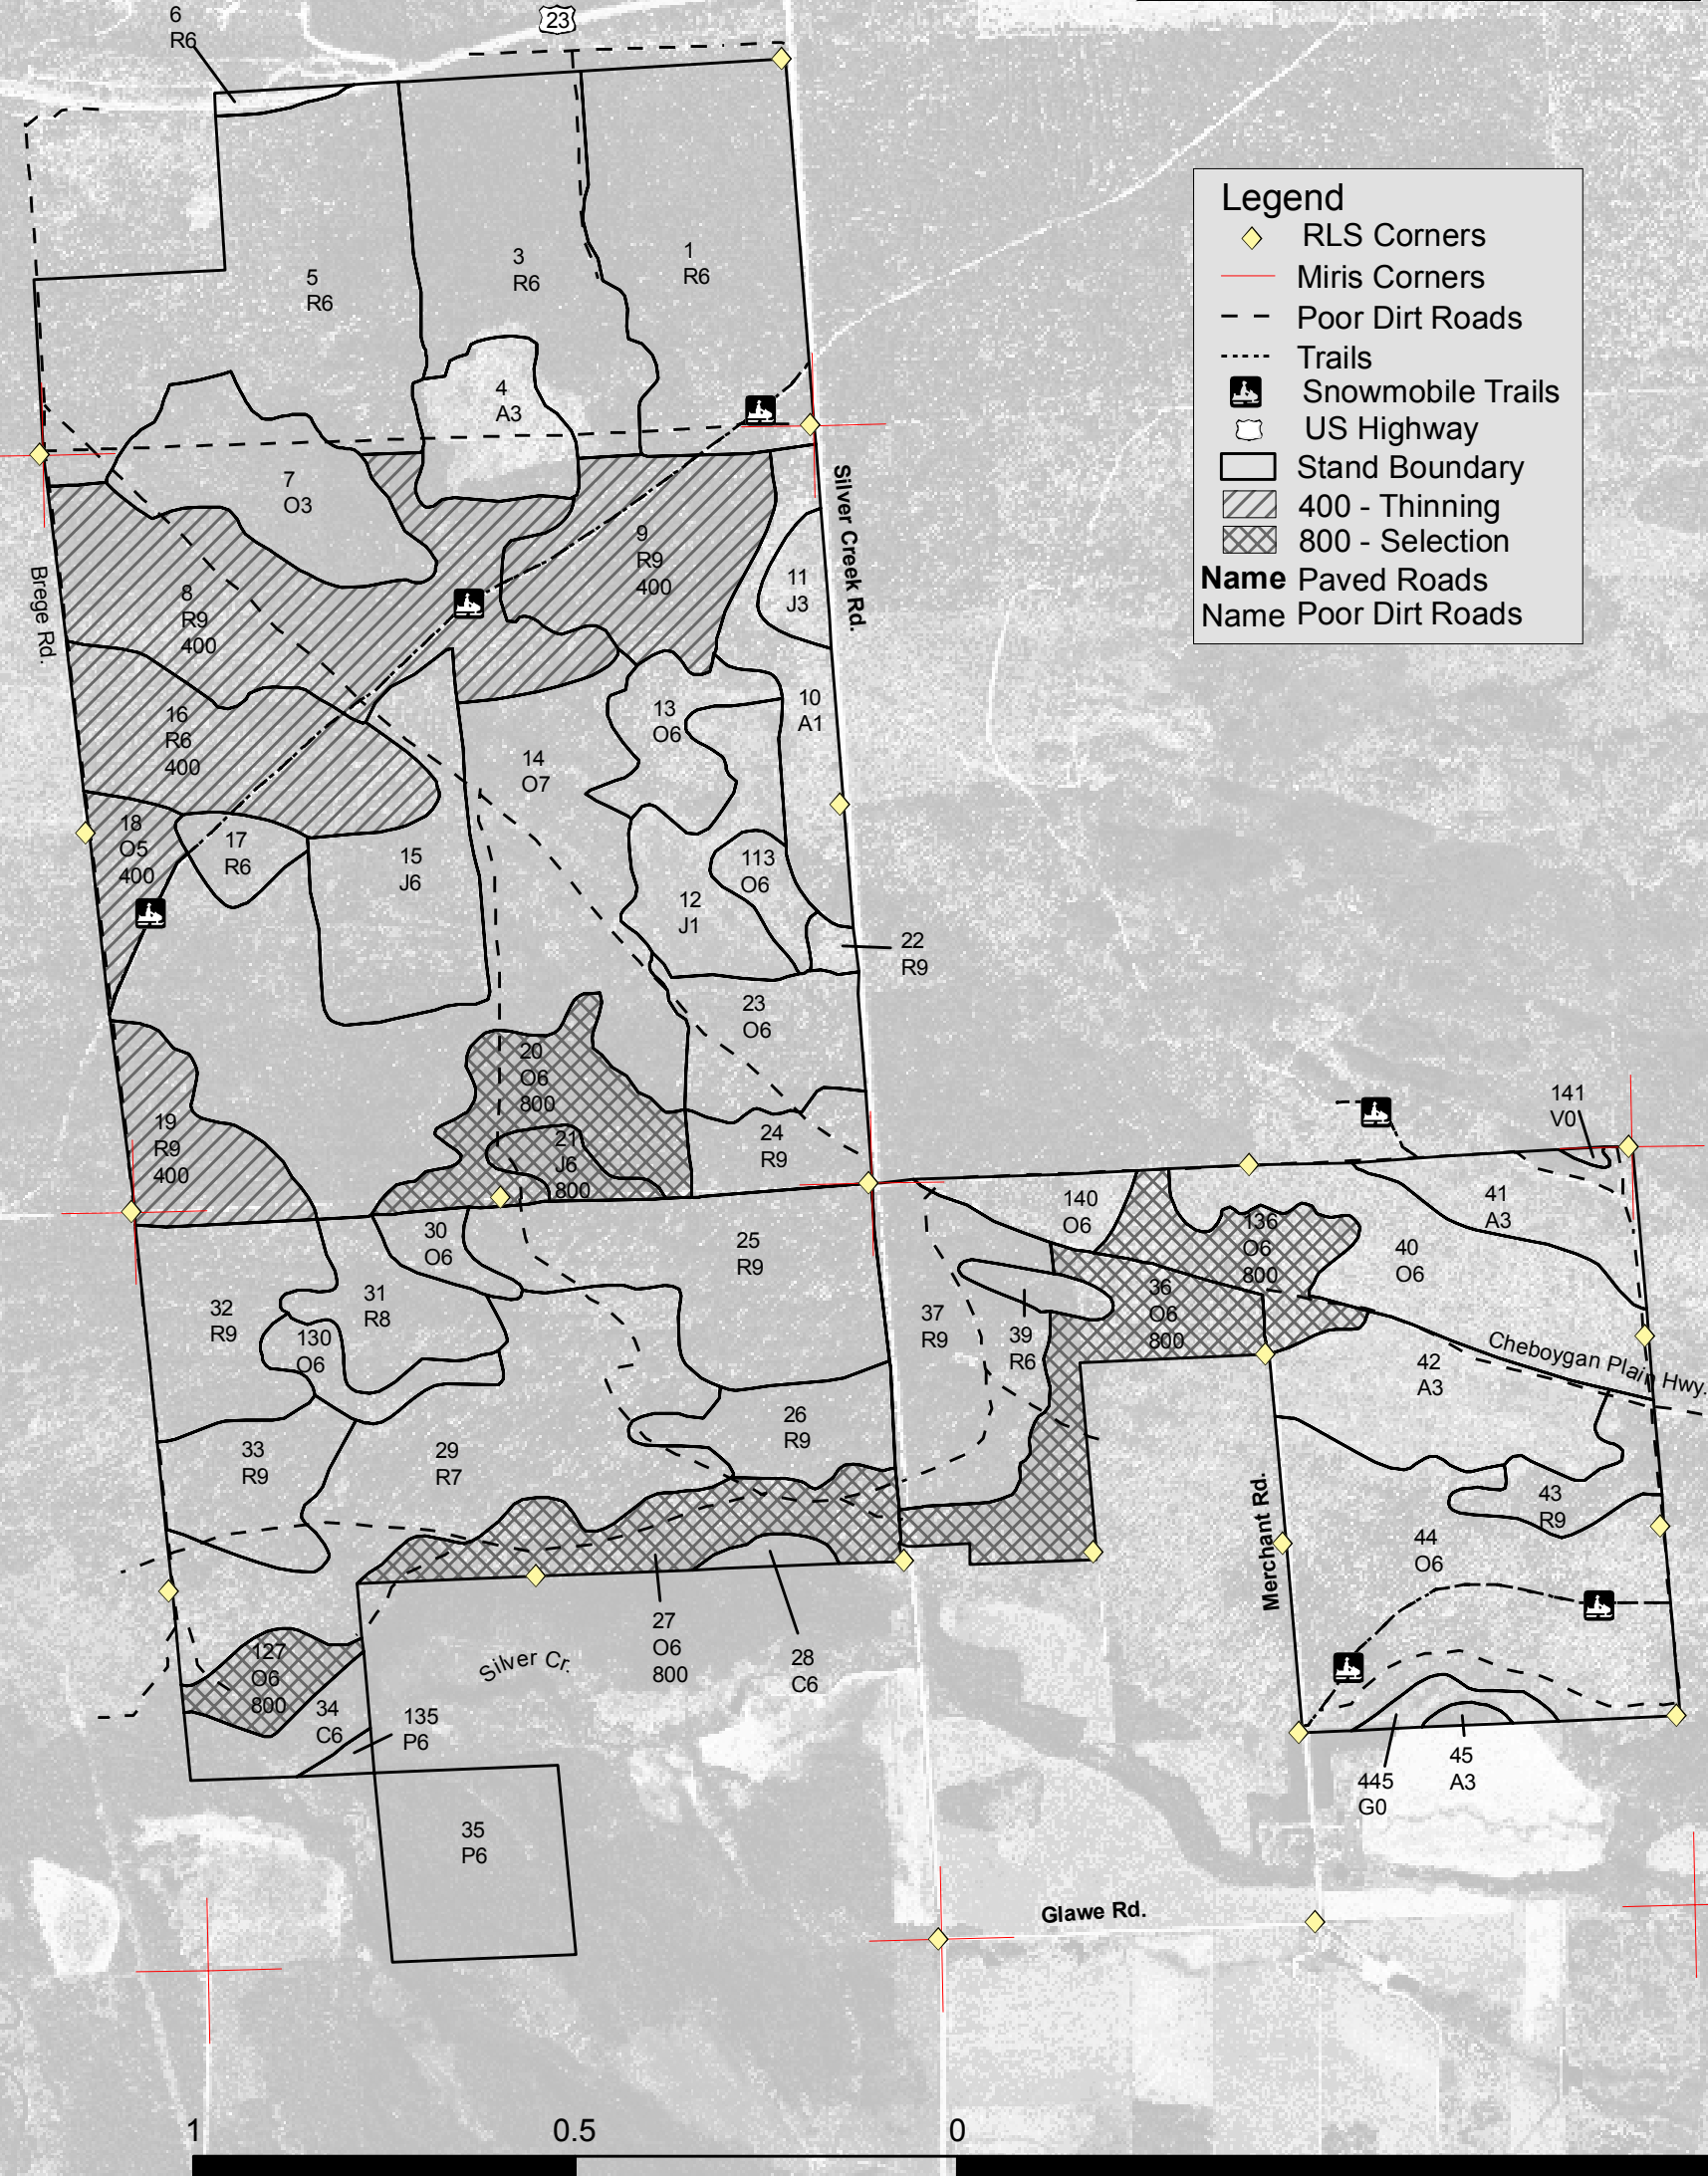 6
R6
23
5
R6
3
R6
1
R6
Legend
RLS Corners
Miris Corners
Poor Dirt Roads
Trails
Snowmobile Trails
US Highway
Stand Boundary
400 - Thinning
800 - Selection
Name Paved Roads
Name Poor Dirt Roads
4
A3
7
O3
Silver Creek Rd.
9
R9
400
11
J3
Brege Rd.
8
R9
400
10
A1
13
O6
16
R6
400
14
O7
18
O5
400
17
R6
15
J6
113
O6
12
J1
22
R9
23
O6
20
O6
800
19
R9
400
21
J6
800
24
R9
141
V0
140
O6
41
A3
30
O6
25
R9
136
O6
800
40
O6
32
R9
31
R8
130
O6
37
R9
39
R6
36
O6
800
Cheboygan Plain Hwy.
42
A3
26
R9
33
R9
29
R7
Merchant Rd.
43
R9
44
O6
27
O6
800
28
C6
Silver Cr.
127
O6
800
34
C6
135
P6
445
G0
45
A3
35
P6
Glawe Rd.
1
0.5
0